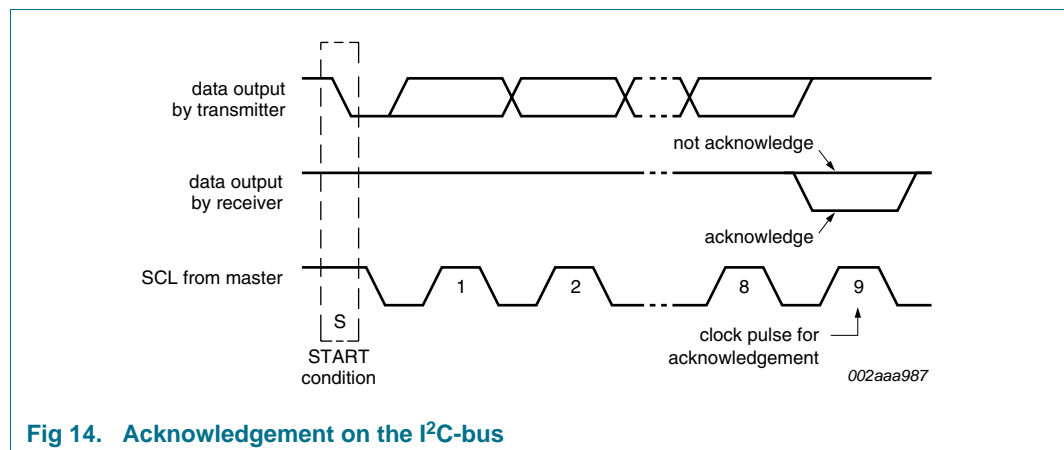 data output
by transmitter
not acknowledge
data output
by receiver
acknowledge
SCL from master
1
2
8
9
S
START
condition
clock pulse for
acknowledgement
002aaa987
Fig 14. Acknowledgement on the I²C-bus